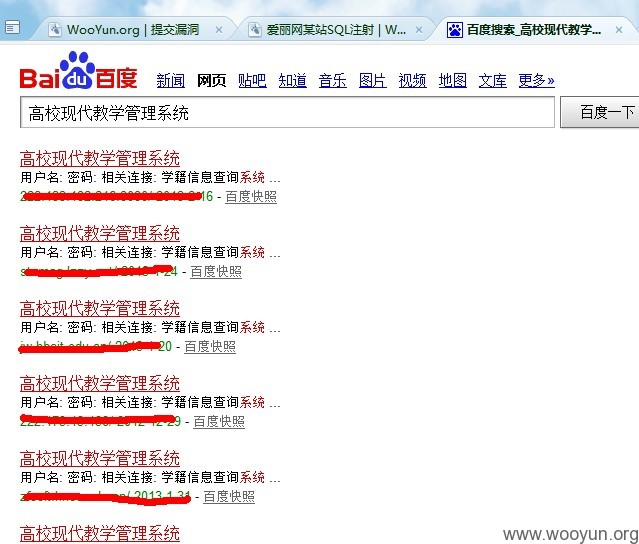 WooYun.org | 提交漏洞
爱丽网某站SQL注射 | W...
百度搜索_高校现代教学...
Bai du 百度 新闻 网页 贴吧 知道 音乐 图片 视频 地图 文库 更多»
高校现代教学管理系统 百度一下
高校现代教学管理系统
用户名: 密码: 相关连接: 学籍信息查询系统 ...
16 - 百度快照
高校现代教学管理系统
用户名: 密码: 相关连接: 学籍信息查询系统 ...
24 - 百度快照
高校现代教学管理系统
用户名: 密码: 相关连接: 学籍信息查询系统 ...
20 - 百度快照
高校现代教学管理系统
用户名: 密码: 相关连接: 学籍信息查询系统 ...
29 - 百度快照
高校现代教学管理系统
用户名: 密码: 相关连接: 学籍信息查询系统 ...
2013-1-31 - 百度快照
高校现代教学管理系统
www.wooyun.org